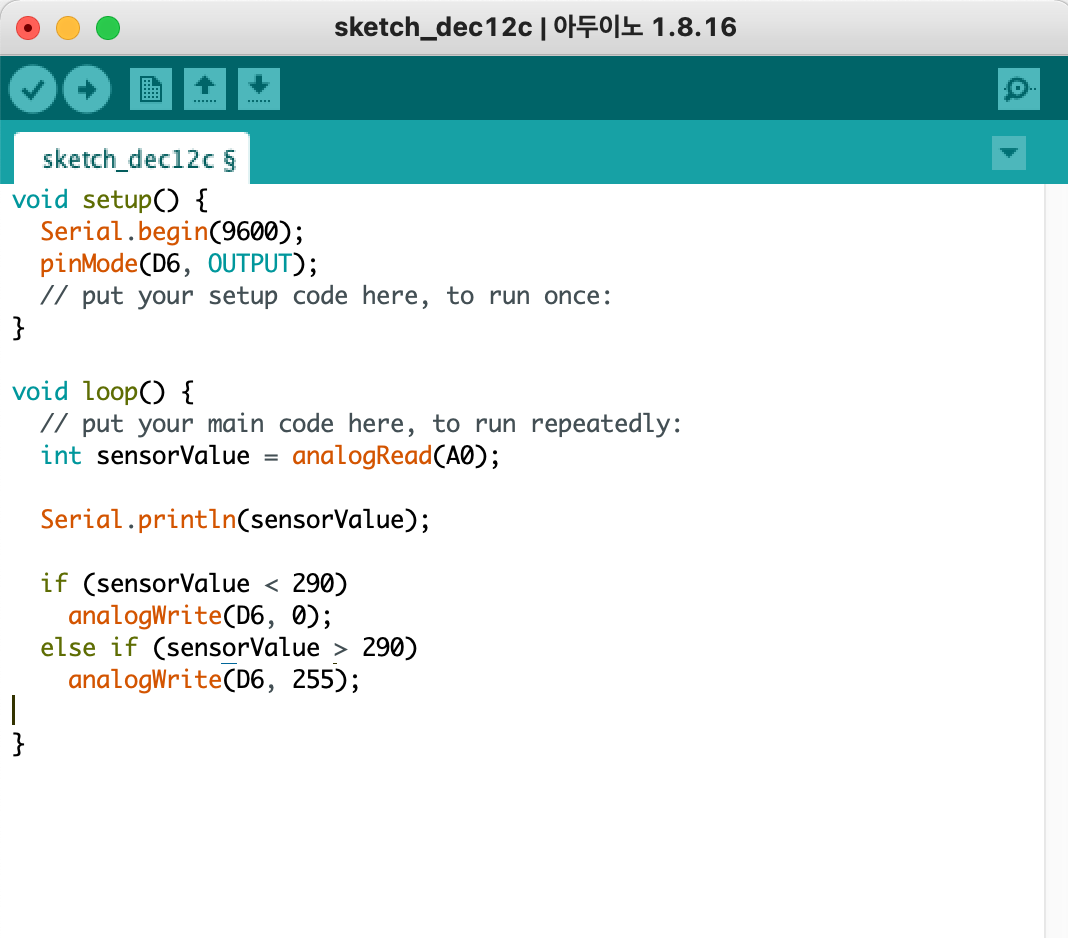 sketch_dec12c | 아두이노 1.8.16
sketch_dec12c §
void setup() {
  Serial.begin(9600);
  pinMode(D6, OUTPUT);
  // put your setup code here, to run once:
}

void loop() {
  // put your main code here, to run repeatedly:
  int sensorValue = analogRead(A0);

  Serial.println(sensorValue);

  if (sensorValue < 290)
    analogWrite(D6, 0);
  else if (sensorValue > 290)
    analogWrite(D6, 255);

}